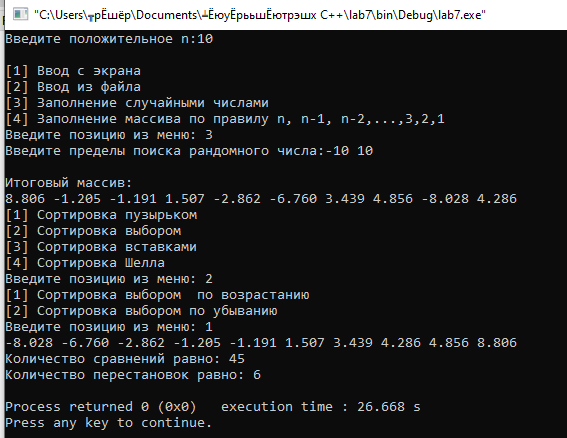 "C:\Users\╥рЁшёр\Documents\╧ЁюуЁрьшЁютрэшх C++\lab7\bin\Debug\lab7.exe"
Введите положительное n:10
[1] Ввод с экрана
[2] Ввод из файла
[3] Заполнение случайными числами
[4] Заполнение массива по правилу n, n-1, n-2,...,3,2,1
Введите позицию из меню: 3
Введите пределы поиска рандомного числа:-10 10
Итоговый массив:
8.806 -1.205 -1.191 1.507 -2.862 -6.760 3.439 4.856 -8.028 4.286
[1] Сортировка пузырьком
[2] Сортировка выбором
[3] Сортировка вставками
[4] Сортировка Шелла
Введите позицию из меню: 2
[1] Сортировка выбором  по возрастанию
[2] Сортировка выбором по убыванию
Введите позицию из меню: 1
-8.028 -6.760 -2.862 -1.205 -1.191 1.507 3.439 4.286 4.856 8.806
Количество сравнений равно: 45
Количество перестановок равно: 6
Process returned 0 (0x0)   execution time : 26.668 s
Press any key to continue.